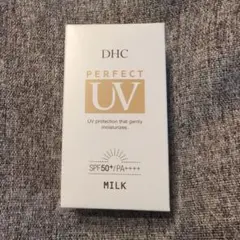 DHC
PERFECT
UV
UV protection that gently
moisturizes.
SPF50+/PA++++
MILK